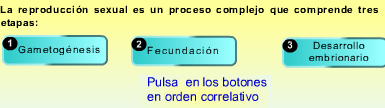 La reproducción sexual es un proceso complejo que comprende tres
etapas:
1 Gametogénesis
2 Fecundación
3 Desarrollo
embrionario
Pulsa en los botones
en orden correlativo